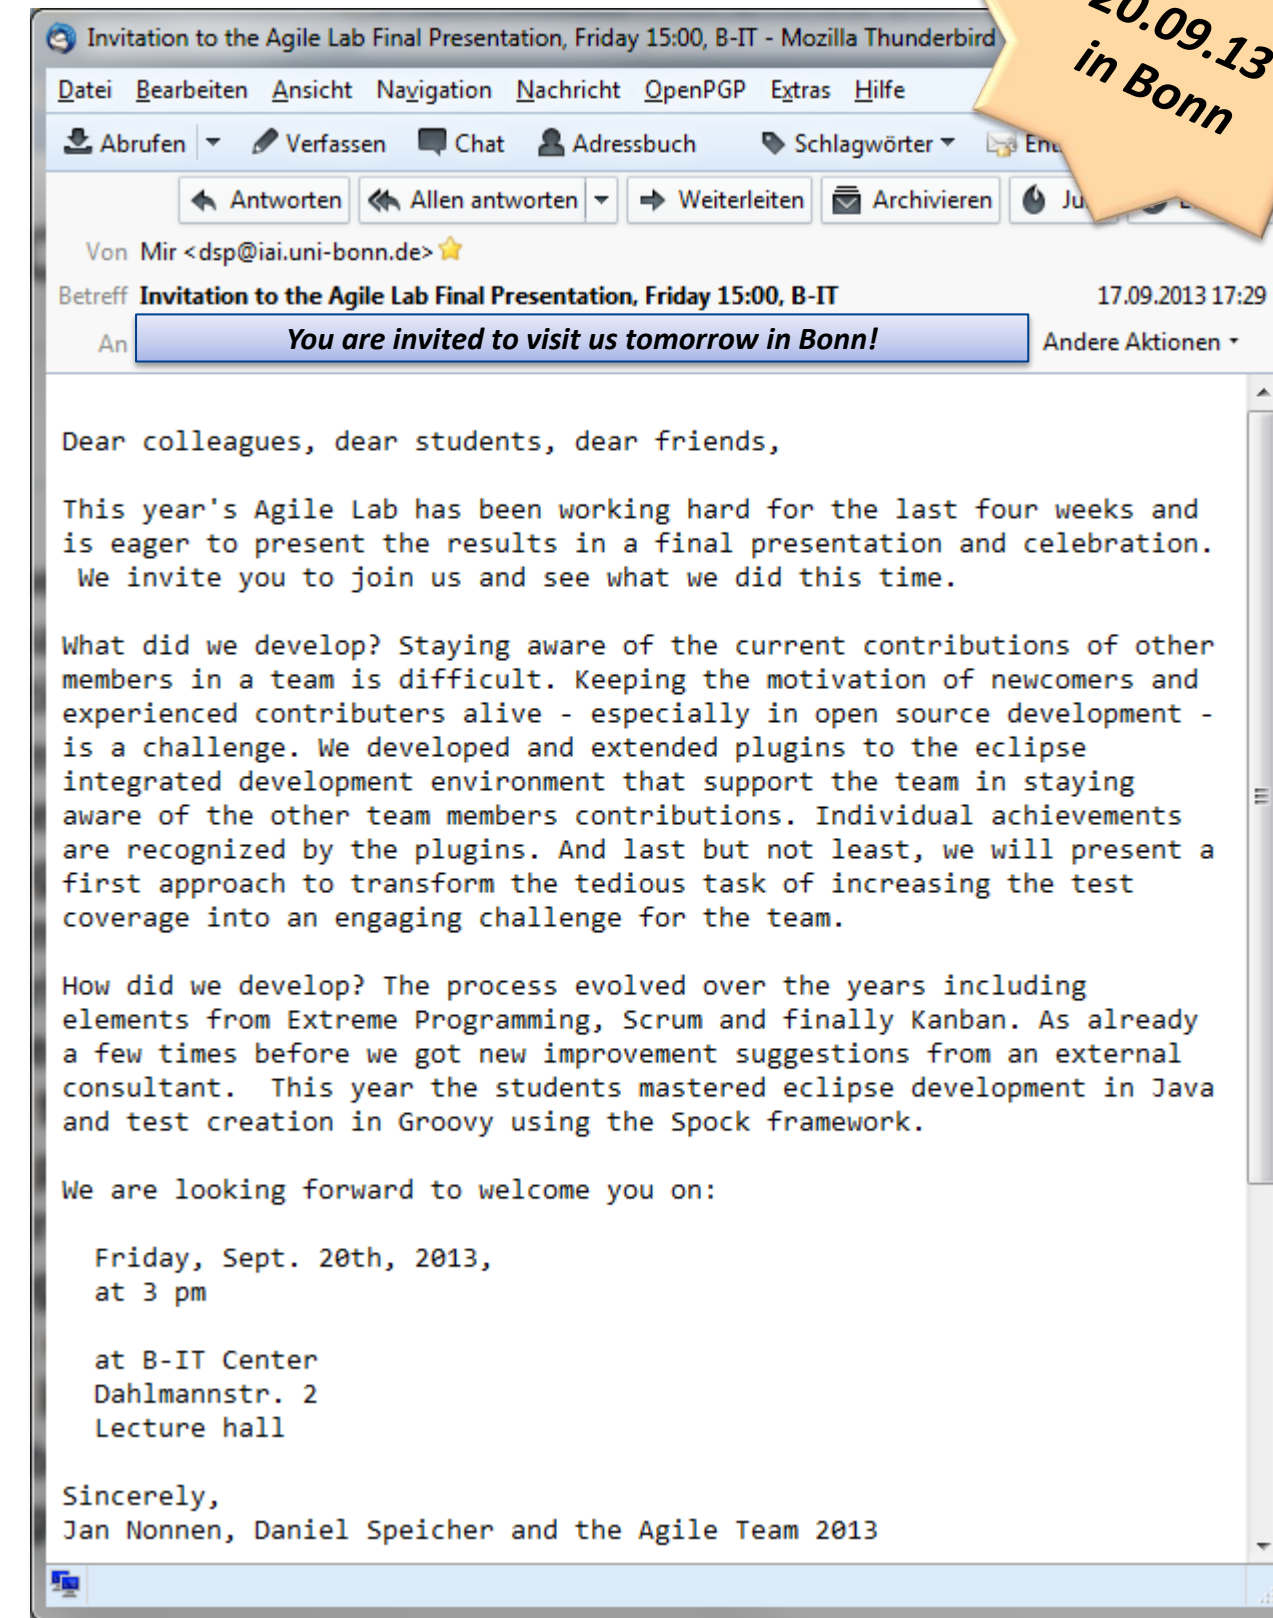 Invitation to the Agile Lab Final Presentation, Friday 15:00, B-IT - Mozilla Thunderbird
20.09.13
in Bonn
Datei Bearbeiten Ansicht Navigation Nachricht OpenPGP Extras Hilfe
Abrufen Verfassen Chat Adressbuch Schlagwörter
Antworten Allen antworten Weiterleiten Archivieren
Von Mir <dsp@iai.uni-bonn.de>
Betreff Invitation to the Agile Lab Final Presentation, Friday 15:00, B-IT 17.09.2013 17:29
An You are invited to visit us tomorrow in Bonn! Andere Aktionen
Dear colleagues, dear students, dear friends,
This year's Agile Lab has been working hard for the last four weeks and
is eager to present the results in a final presentation and celebration.
We invite you to join us and see what we did this time.
What did we develop? Staying aware of the current contributions of other
members in a team is difficult. Keeping the motivation of newcomers and
experienced contributers alive - especially in open source development -
is a challenge. We developed and extended plugins to the eclipse
integrated development environment that support the team in staying
aware of the other team members contributions. Individual achievements
are recognized by the plugins. And last but not least, we will present a
first approach to transform the tedious task of increasing the test
coverage into an engaging challenge for the team.
How did we develop? The process evolved over the years including
elements from Extreme Programming, Scrum and finally Kanban. As already
a few times before we got new improvement suggestions from an external
consultant.  This year the students mastered eclipse development in Java
and test creation in Groovy using the Spock framework.
We are looking forward to welcome you on:
Friday, Sept. 20th, 2013,
at 3 pm
at B-IT Center
Dahlmannstr. 2
Lecture hall
Sincerely,
Jan Nonnen, Daniel Speicher and the Agile Team 2013